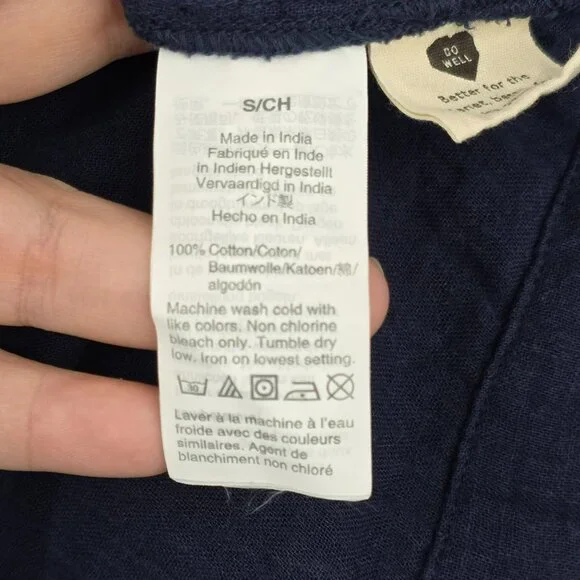 S/CH
Made in India
Fabriqué en Inde
in Indien Hergestellt
Vervaardigd in India
インド製
Hecho en India
100% Cotton/Coton/
Baumwolle/Katoen/綿/
algodón
Machine wash cold with
like colors. Non chlorine
bleach only. Tumble dry
low. Iron on lowest setting.
30
Laver à la machine à l'eau
froide avec des couleurs
similaires. Agent de
blanchiment non chloré
DO
WELL
Better for the